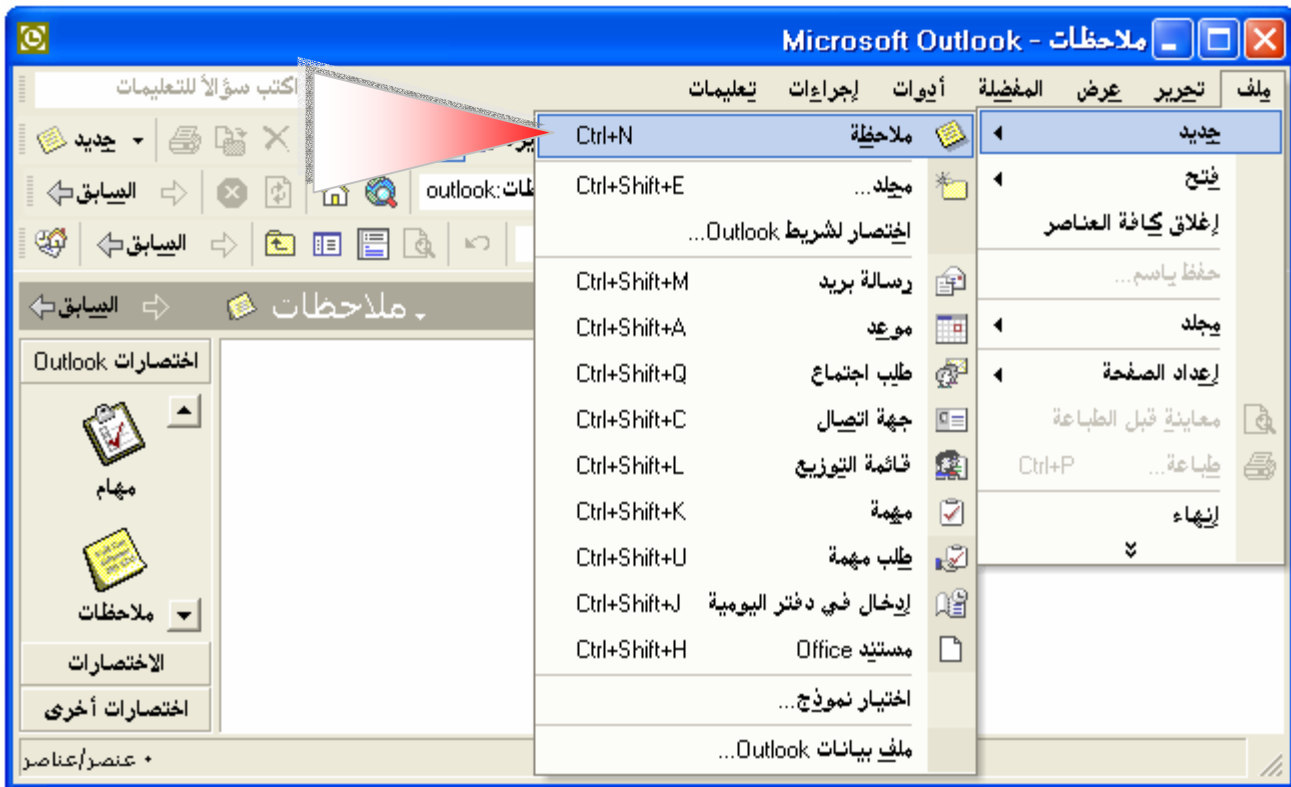 ملاحظات - Microsoft Outlook
ملف تحرير عرض المفضلة أدوات إجراءات تعليمات اكتب سؤالاً للتعليمات
جديد
outlook:
السابق
السابق
ملاحظات
السابق
جديد
فتح
إغلاق كافة العناصر
حفظ باسم...
مجلد
إعداد الصفحة
معاينة قبل الطباعة
طباعة... Ctrl+P
إنهاء
ملاحظة Ctrl+N
مجلد... Ctrl+Shift+E
اختصار لشريط Outlook...
رسالة بريد Ctrl+Shift+M
موعد Ctrl+Shift+A
طلب اجتماع Ctrl+Shift+Q
جهة اتصال Ctrl+Shift+C
قائمة التوزيع Ctrl+Shift+L
مهمة Ctrl+Shift+K
طلب مهمة Ctrl+Shift+U
إدخال في دفتر اليومية Ctrl+Shift+J
مستند Office Ctrl+Shift+H
اختيار نموذج...
ملف بيانات Outlook...
اختصارات Outlook
مهام
ملاحظات
الاختصارات
اختصارات أخرى
٠ عنصر/عناصر